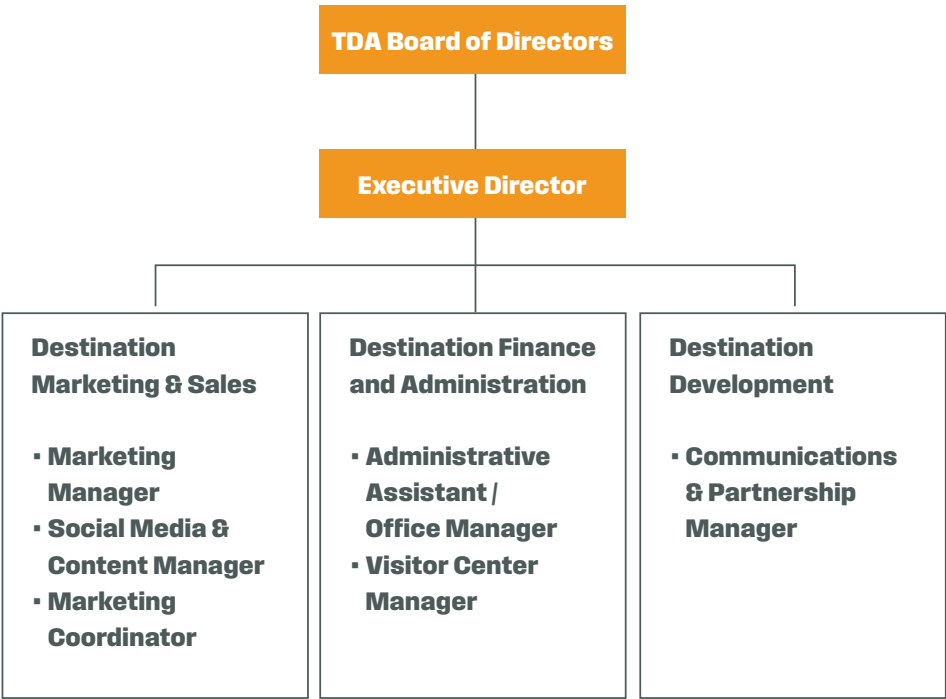 TDA Board of Directors
Executive Director
Destination
Marketing & Sales
▪ Marketing
Manager
▪ Social Media &
Content Manager
▪ Marketing
Coordinator
Destination Finance
and Administration
▪ Administrative
Assistant /
Office Manager
▪ Visitor Center
Manager
Destination
Development
▪ Communications
& Partnership
Manager